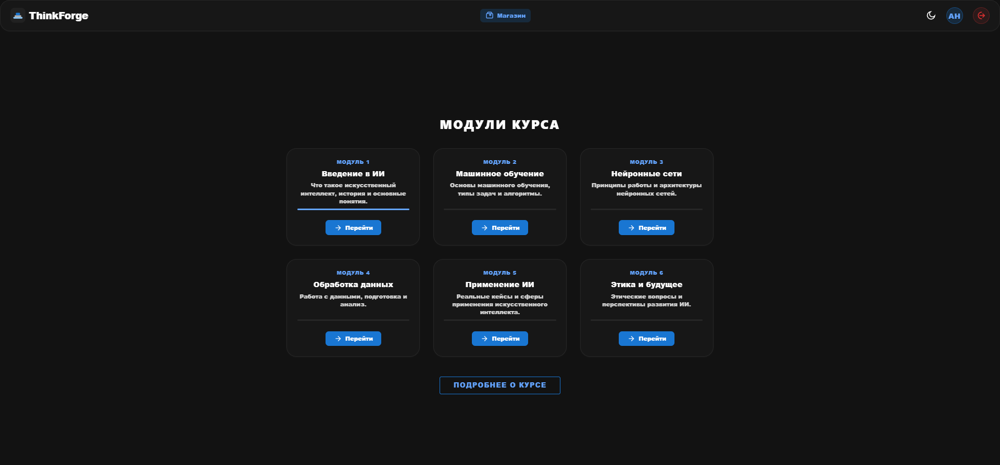 ThinkForge
Магазин
АН
МОДУЛИ КУРСА
МОДУЛЬ 1
Введение в ИИ
Что такое искусственный
интеллект, история и основные
понятия.
Перейти
МОДУЛЬ 2
Машинное обучение
Основы машинного обучения,
типы задач и алгоритмы.
Перейти
МОДУЛЬ 3
Нейронные сети
Принципы работы и архитектуры
нейронных сетей.
Перейти
МОДУЛЬ 4
Обработка данных
Работа с данными, подготовка и
анализ.
Перейти
МОДУЛЬ 5
Применение ИИ
Реальные кейсы и сферы
применения искусственного
интеллекта.
Перейти
МОДУЛЬ 6
Этика и будущее
Этические вопросы и
перспективы развития ИИ.
Перейти
ПОДРОБНЕЕ О КУРСЕ